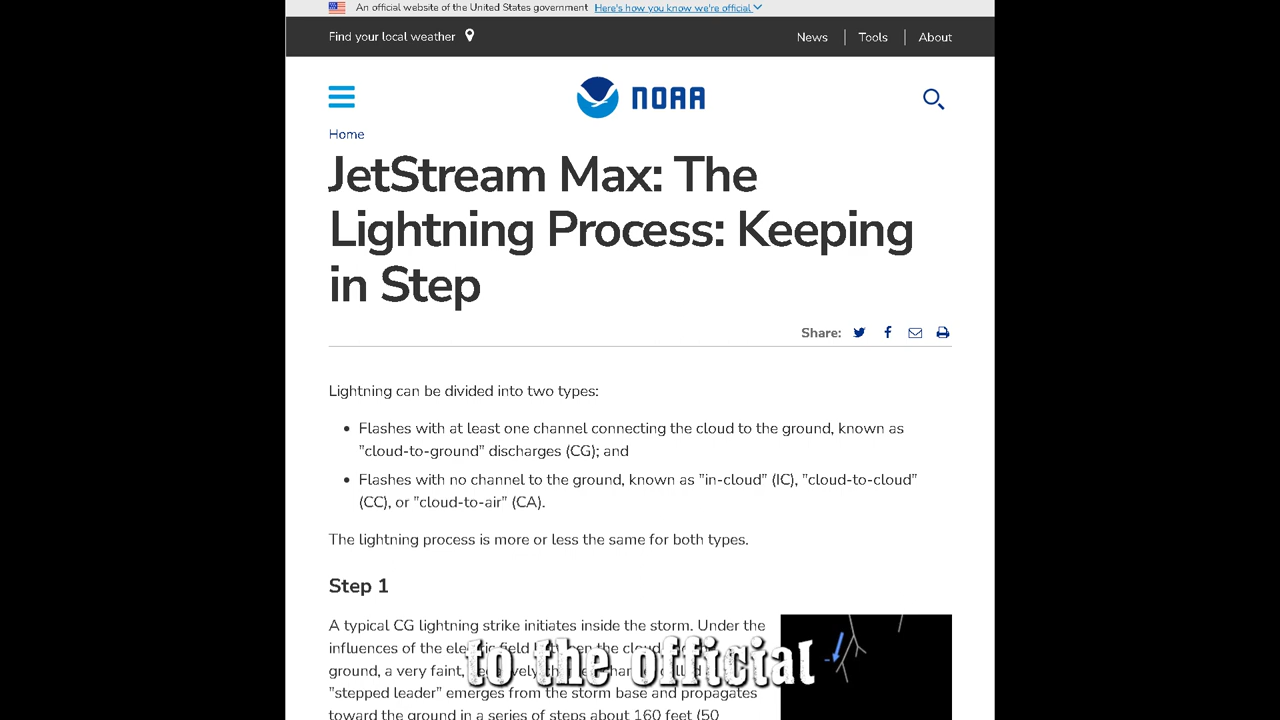 An official website of the United States government Here's how you know we're official
Find your local weather News Tools About
NOAA
Home
JetStream Max: The
Lightning Process: Keeping
in Step
Share:
Lightning can be divided into two types:
• Flashes with at least one channel connecting the cloud to the ground, known as
"cloud-to-ground" discharges (CG); and
• Flashes with no channel to the ground, known as "in-cloud" (IC), "cloud-to-cloud"
(CC), or "cloud-to-air" (CA).
The lightning process is more or less the same for both types.
Step 1
A typical CG lightning strike initiates inside the storm. Under the
influences of the electric field between the cloud
ground, a very faint, negatively
to the official
"stepped leader" emerges from the storm base and propagates
toward the ground in a series of steps about 160 feet (50